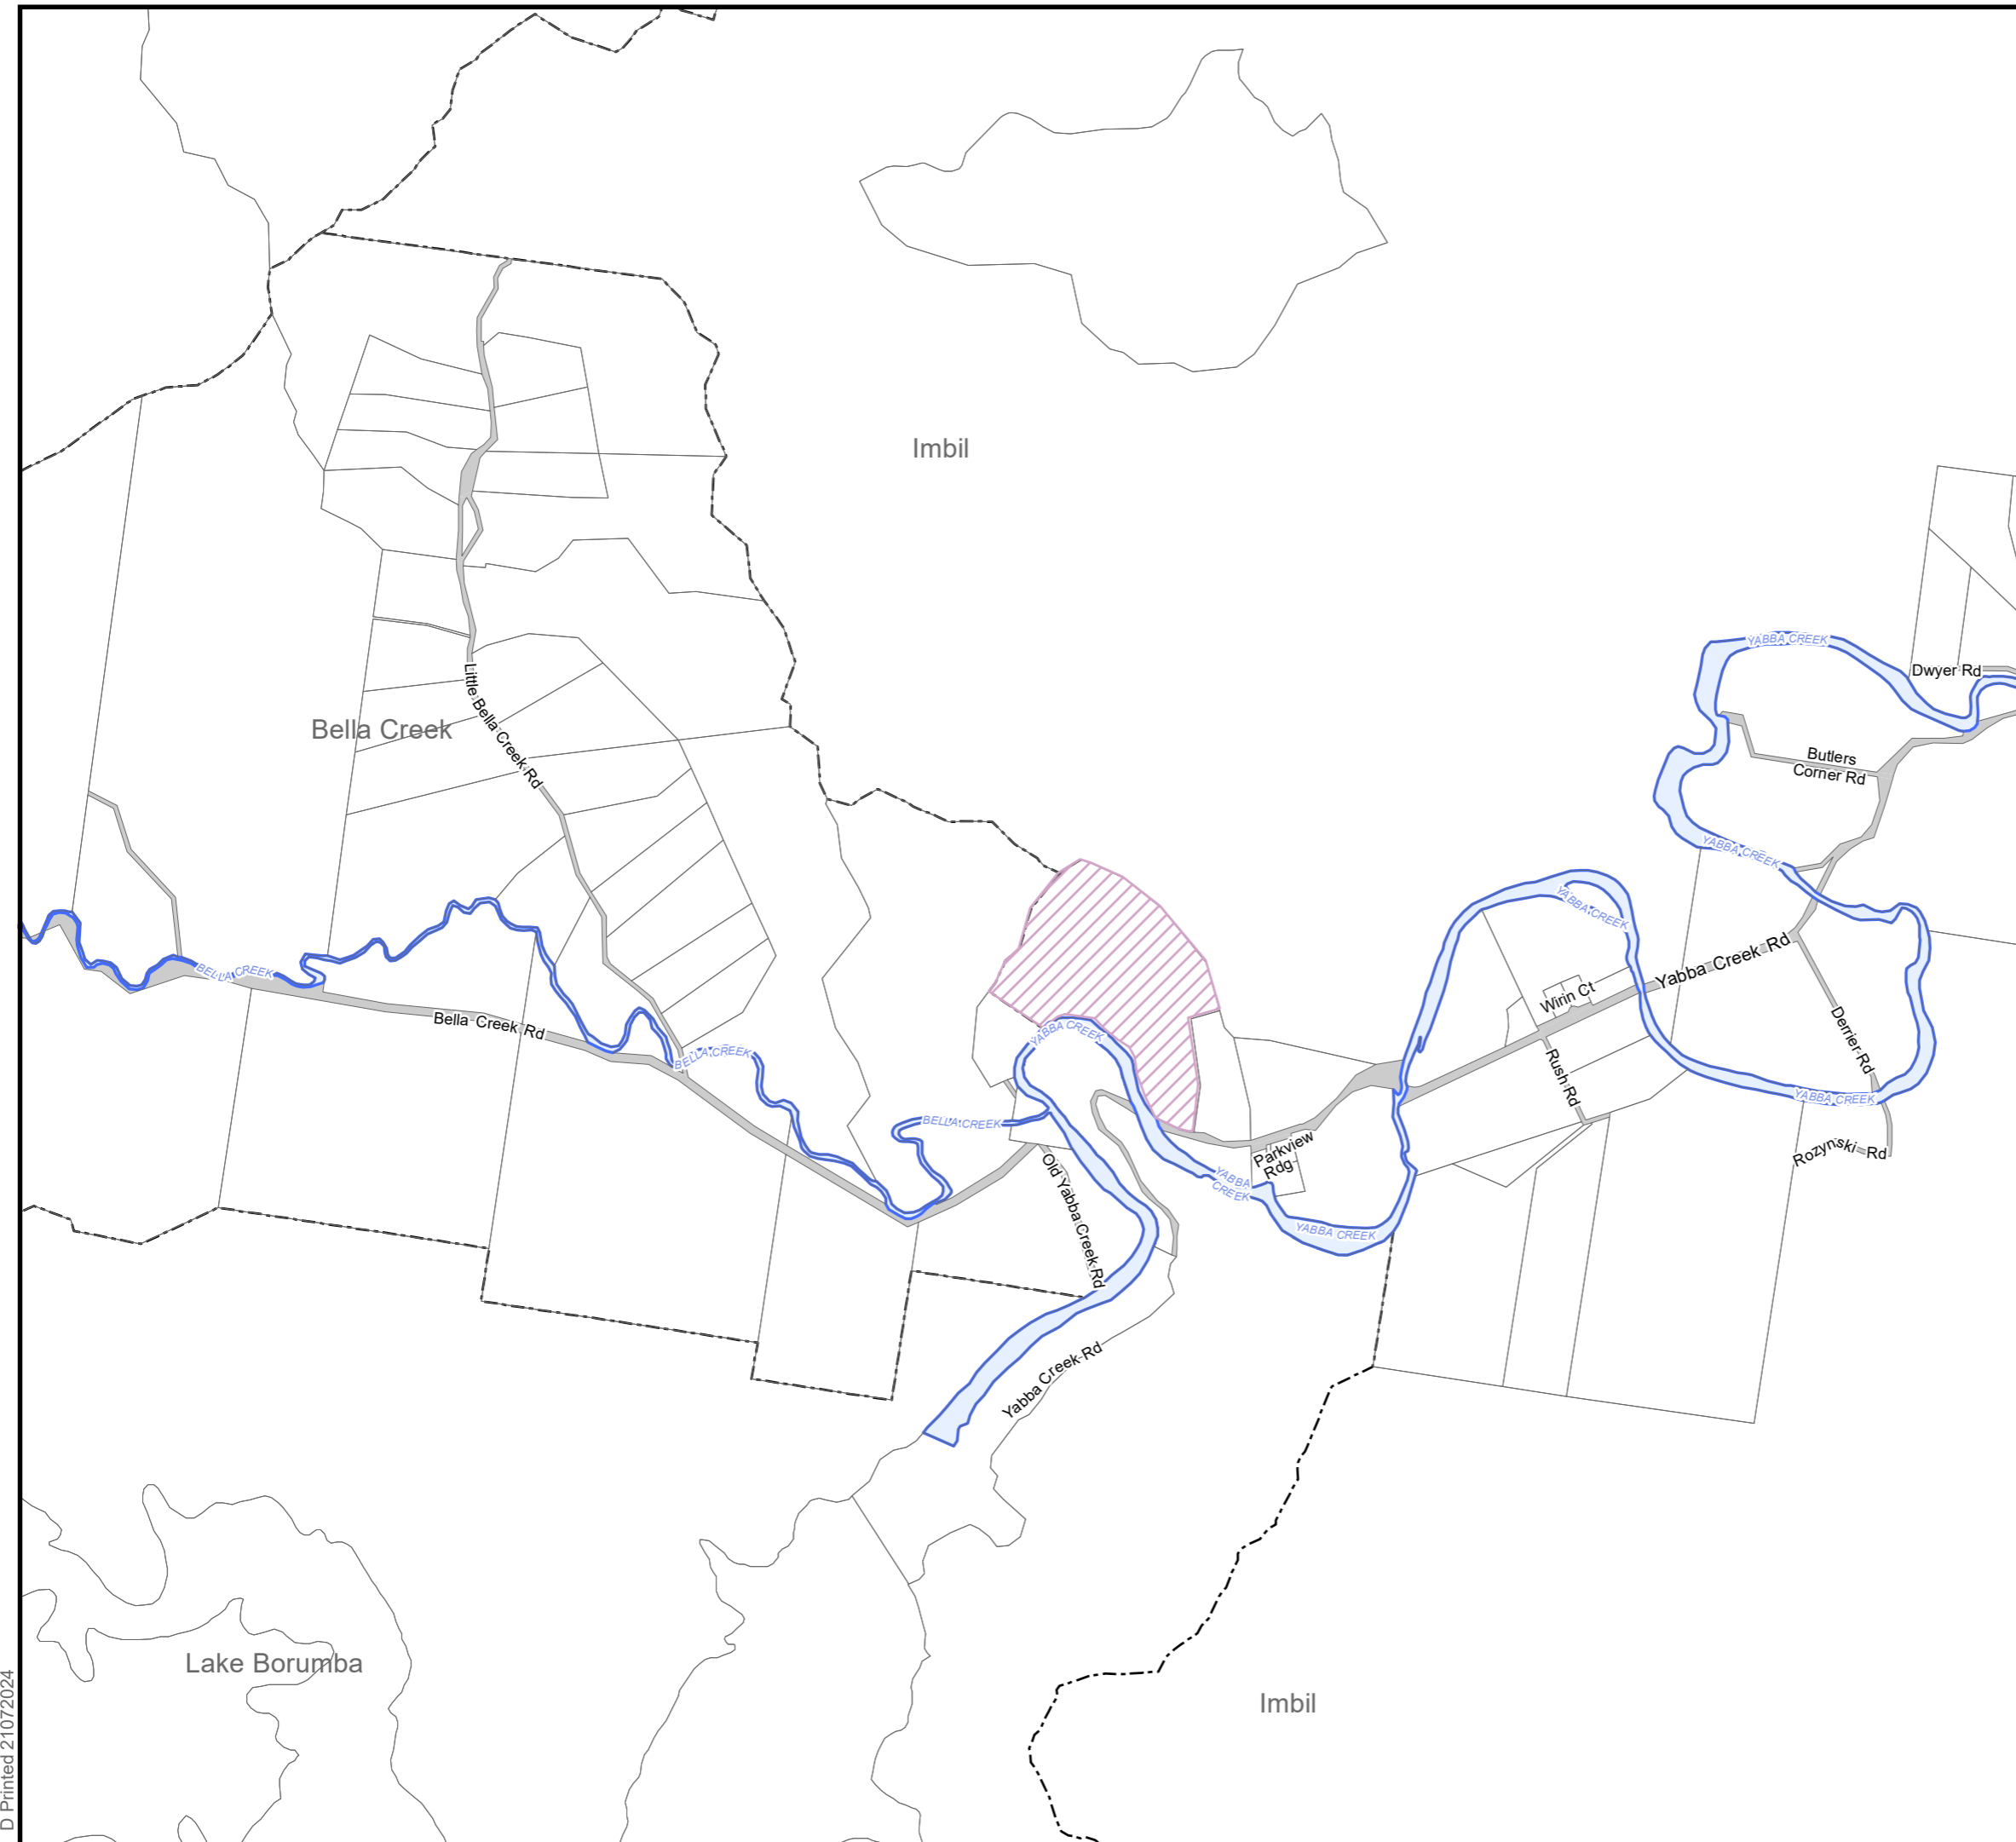 Imbil
YABBA CREEK
Dwyer Rd
Bella Creek
Little Bella Creek Rd
Butlers
Corner Rd
YABBA CREEK
YABBA CREEK
Yabba Creek Rd
BELLA CREEK
Wirin Ct
Bella Creek Rd
YABBA CREEK
Derrier Rd
BELLA CREEK
Rush Rd
YABBA CREEK
BELLA CREEK
Parkview
Rdg
Rozynski Rd
YABBA
CREEK
Old Yabba Creek Rd
YABBA CREEK
Yabba Creek Rd
Lake Borumba
Imbil
D Printed 21072024